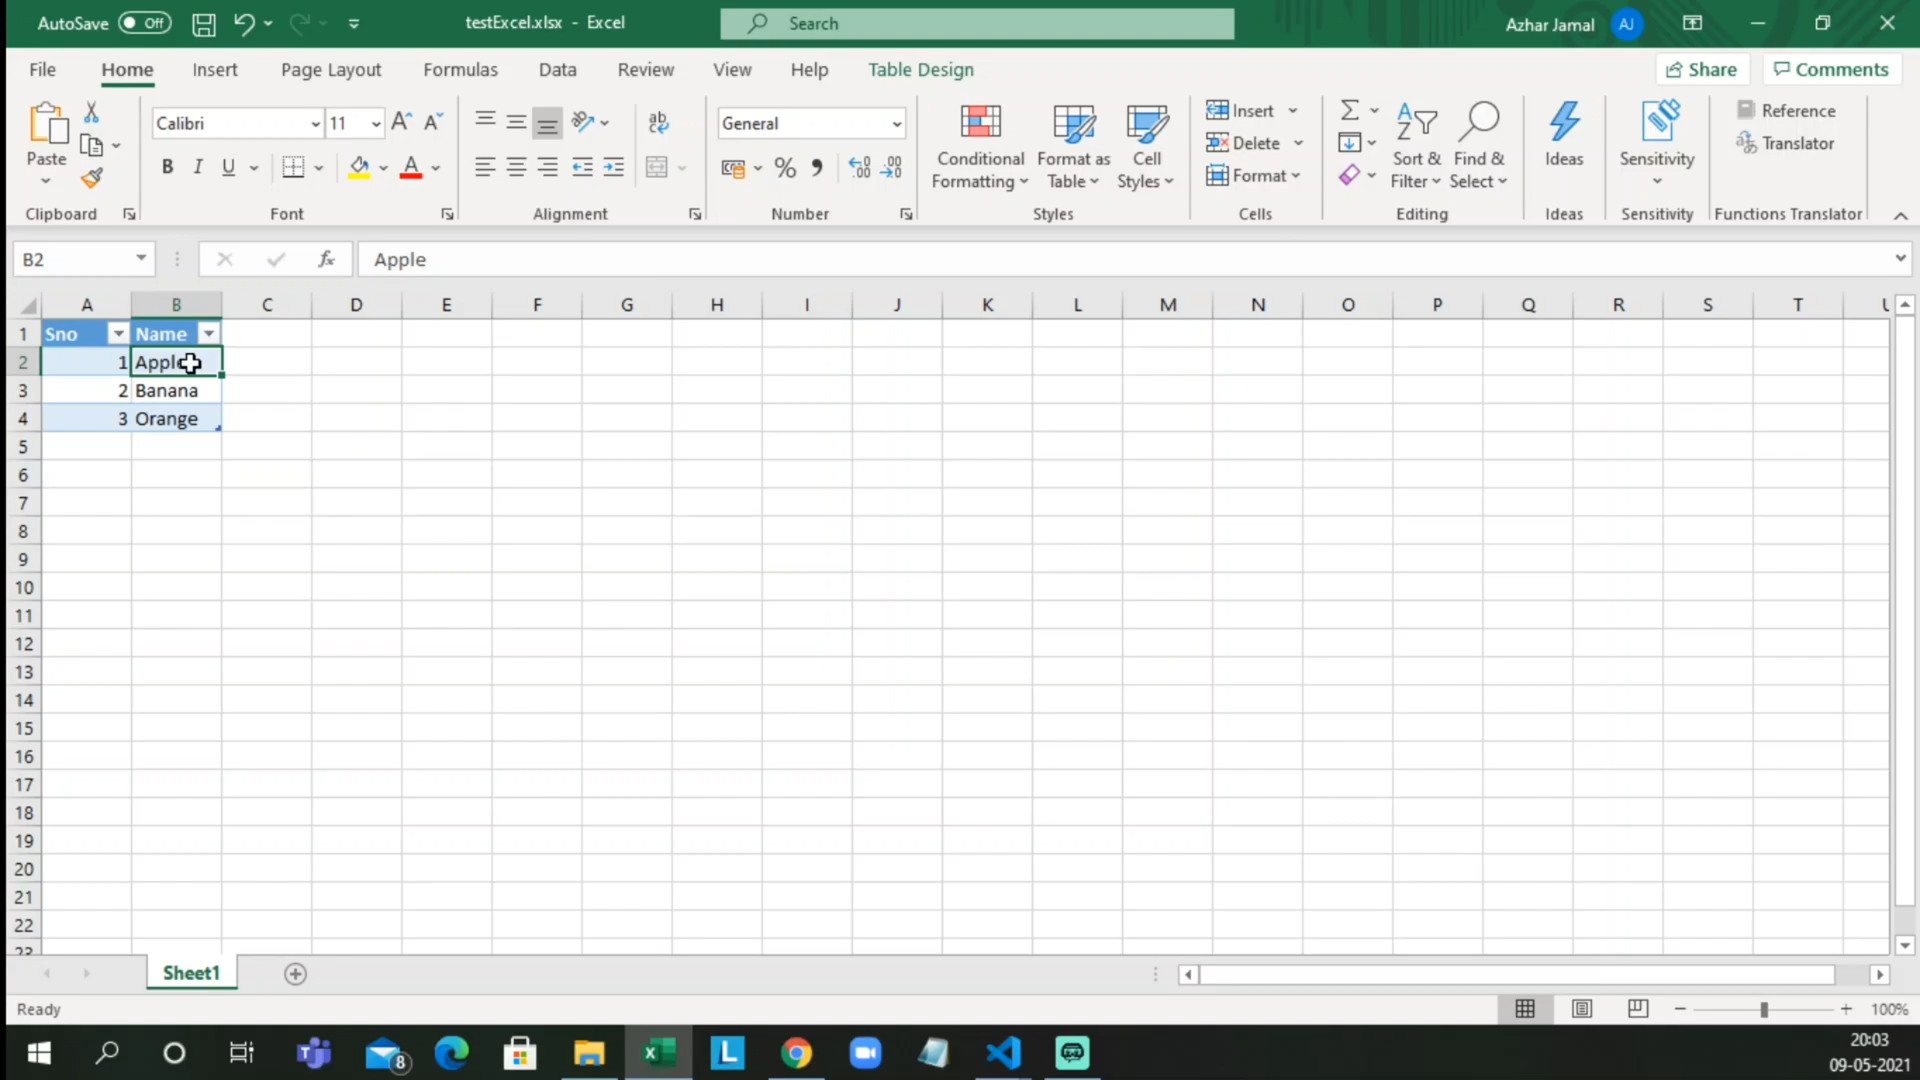 AutoSave Off testExcel.xlsx - Excel Search Azhar Jamal AJ
File Home Insert Page Layout Formulas Data Review View Help Table Design Share Comments
Paste
Clipboard
Calibri 11 A A
B I U A
Font
ab
Alignment
General
% , .00
Number
Conditional Formatting
Format as Table
Cell Styles
Styles
Insert
Delete
Format
Cells
Σ
Sort & Filter
Find & Select
Editing
Ideas
Ideas
Sensitivity
Sensitivity
Reference
Translator
Functions Translator
B2 fx Apple
A B C D E F G H I J K L M N O P Q R S T
1 Sno Name
2 1 Apple
3 2 Banana
4 3 Orange
5
6
7
8
9
10
11
12
13
14
15
16
17
18
19
20
21
22
23
Sheet1
Ready 100%
8 20:03
09-05-2021